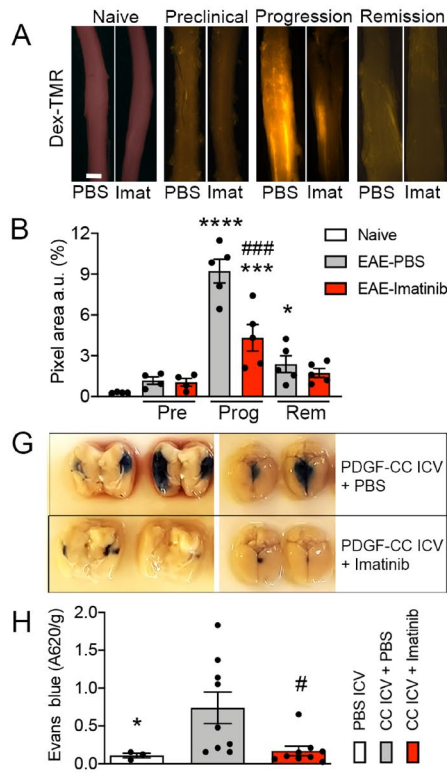 A
Naive Preclinical Progression Remission
Dex-TMR
PBS Imat PBS Imat PBS Imat PBS Imat
B
Pixel area a.u. (%)
12
9
6
3
0
****
###
***
*
Naive
EAE-PBS
EAE-Imatinib
Pre Prog Rem
G
PDGF-CC ICV
+ PBS
PDGF-CC ICV
+ Imatinib
H
Evans blue (A620/g)
2.0
1.5
1.0
0.5
0.0
*
#
PBS ICV
CC ICV + PBS
CC ICV + Imatinib